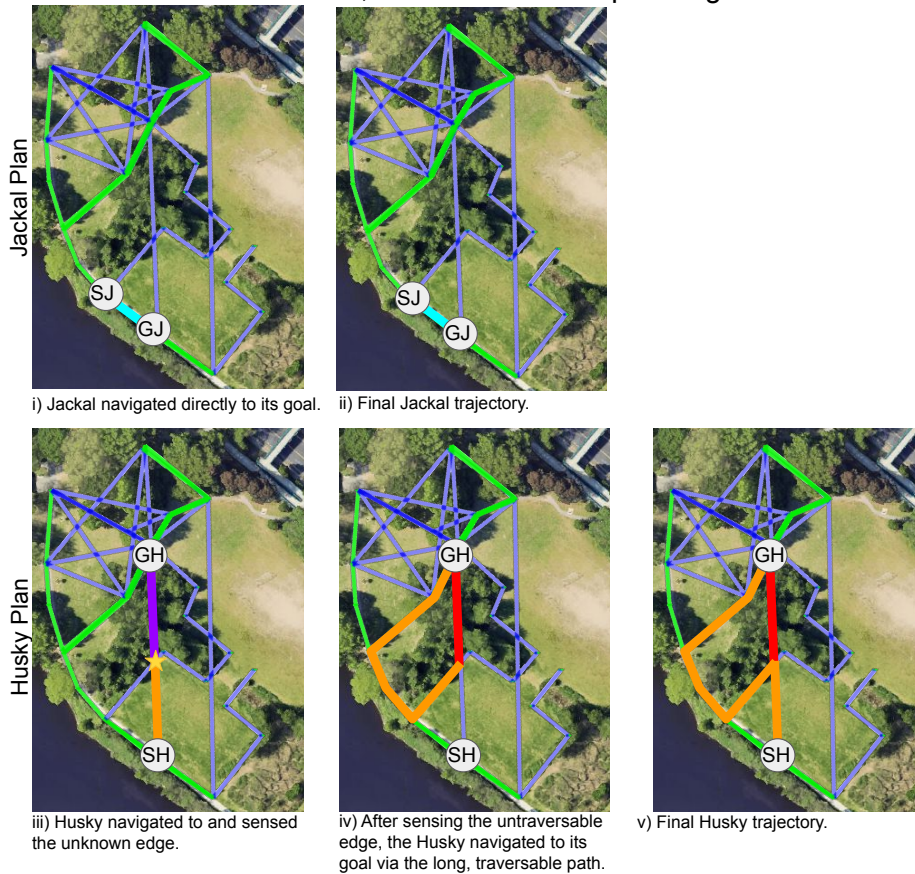 Jackal Plan
SJ
GJ
SJ
GJ
i) Jackal navigated directly to its goal.
ii) Final Jackal trajectory.
Husky Plan
GH
SH
GH
SH
GH
SH
iii) Husky navigated to and sensed
the unknown edge.
iv) After sensing the untraversable
edge, the Husky navigated to its
goal via the long, traversable path.
v) Final Husky trajectory.